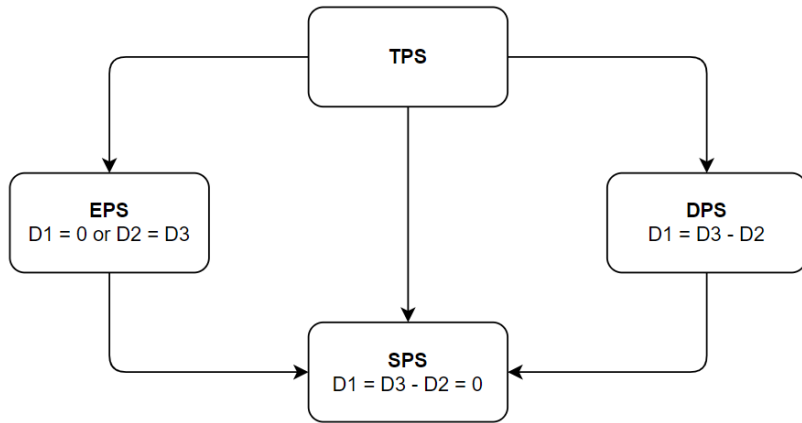 TPS
EPS
D1 = 0 or D2 = D3
DPS
D1 = D3 - D2
SPS
D1 = D3 - D2 = 0